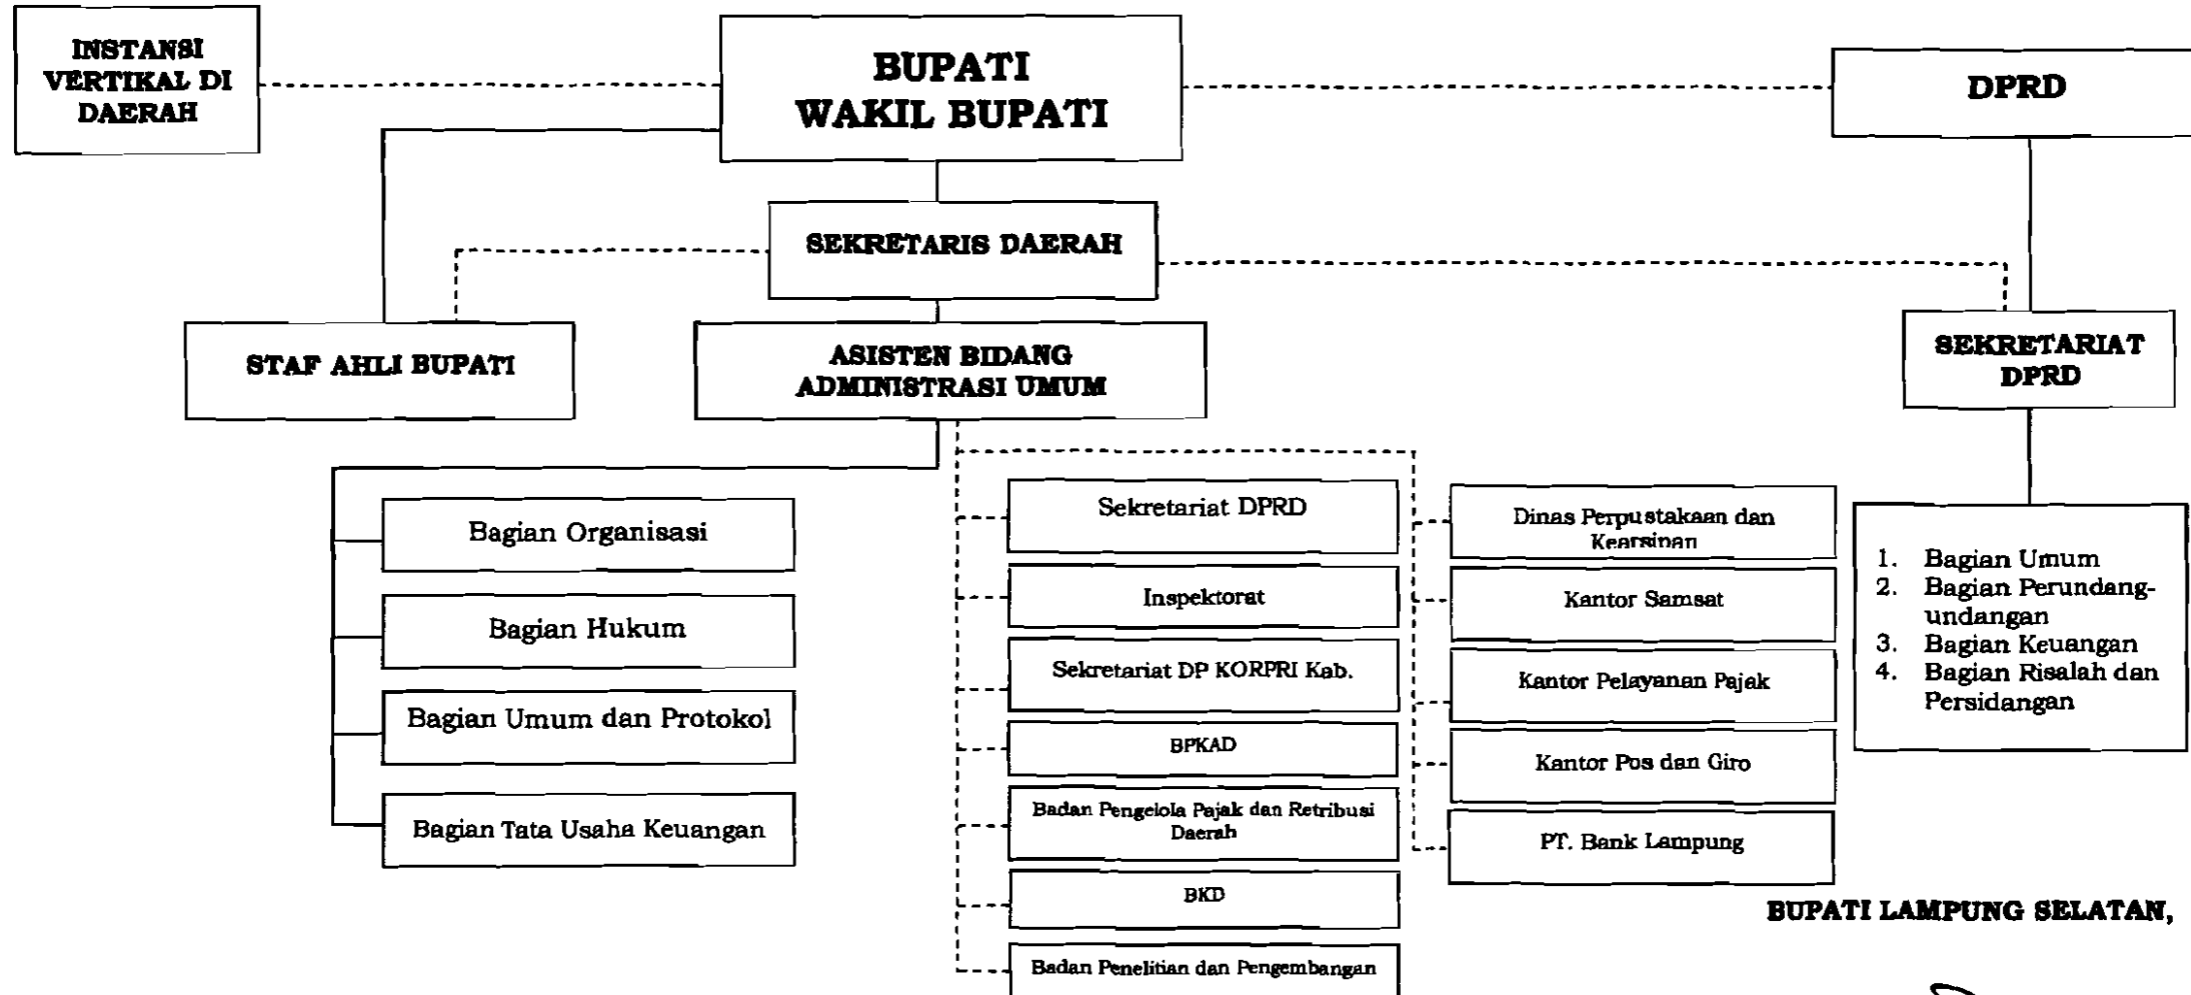 INSTANSI
VERTIKAL DI
DAERAH
BUPATI
WAKIL BUPATI
DPRD
SEKRETARIS DAERAH
STAF AHLI BUPATI
ASISTEN BIDANG
ADMINISTRASI UMUM
SEKRETARIAT
DPRD
Bagian Organisasi
Bagian Hukum
Bagian Umum dan Protokol
Bagian Tata Usaha Keuangan
Sekretariat DPRD
Inspektorat
Sekretariat DP KORPRI Kab.
BPKAD
Badan Pengelola Pajak dan Retribusi
Daerah
BKD
Badan Penelitian dan Pengembangan
Dinas Perpustakaan dan
Kearsipan
Kantor Samsat
Kantor Pelayanan Pajak
Kantor Pos dan Giro
PT. Bank Lampung
1. Bagian Umum
2. Bagian Perundang-
undangan
3. Bagian Keuangan
4. Bagian Risalah dan
Persidangan
BUPATI LAMPUNG SELATAN,